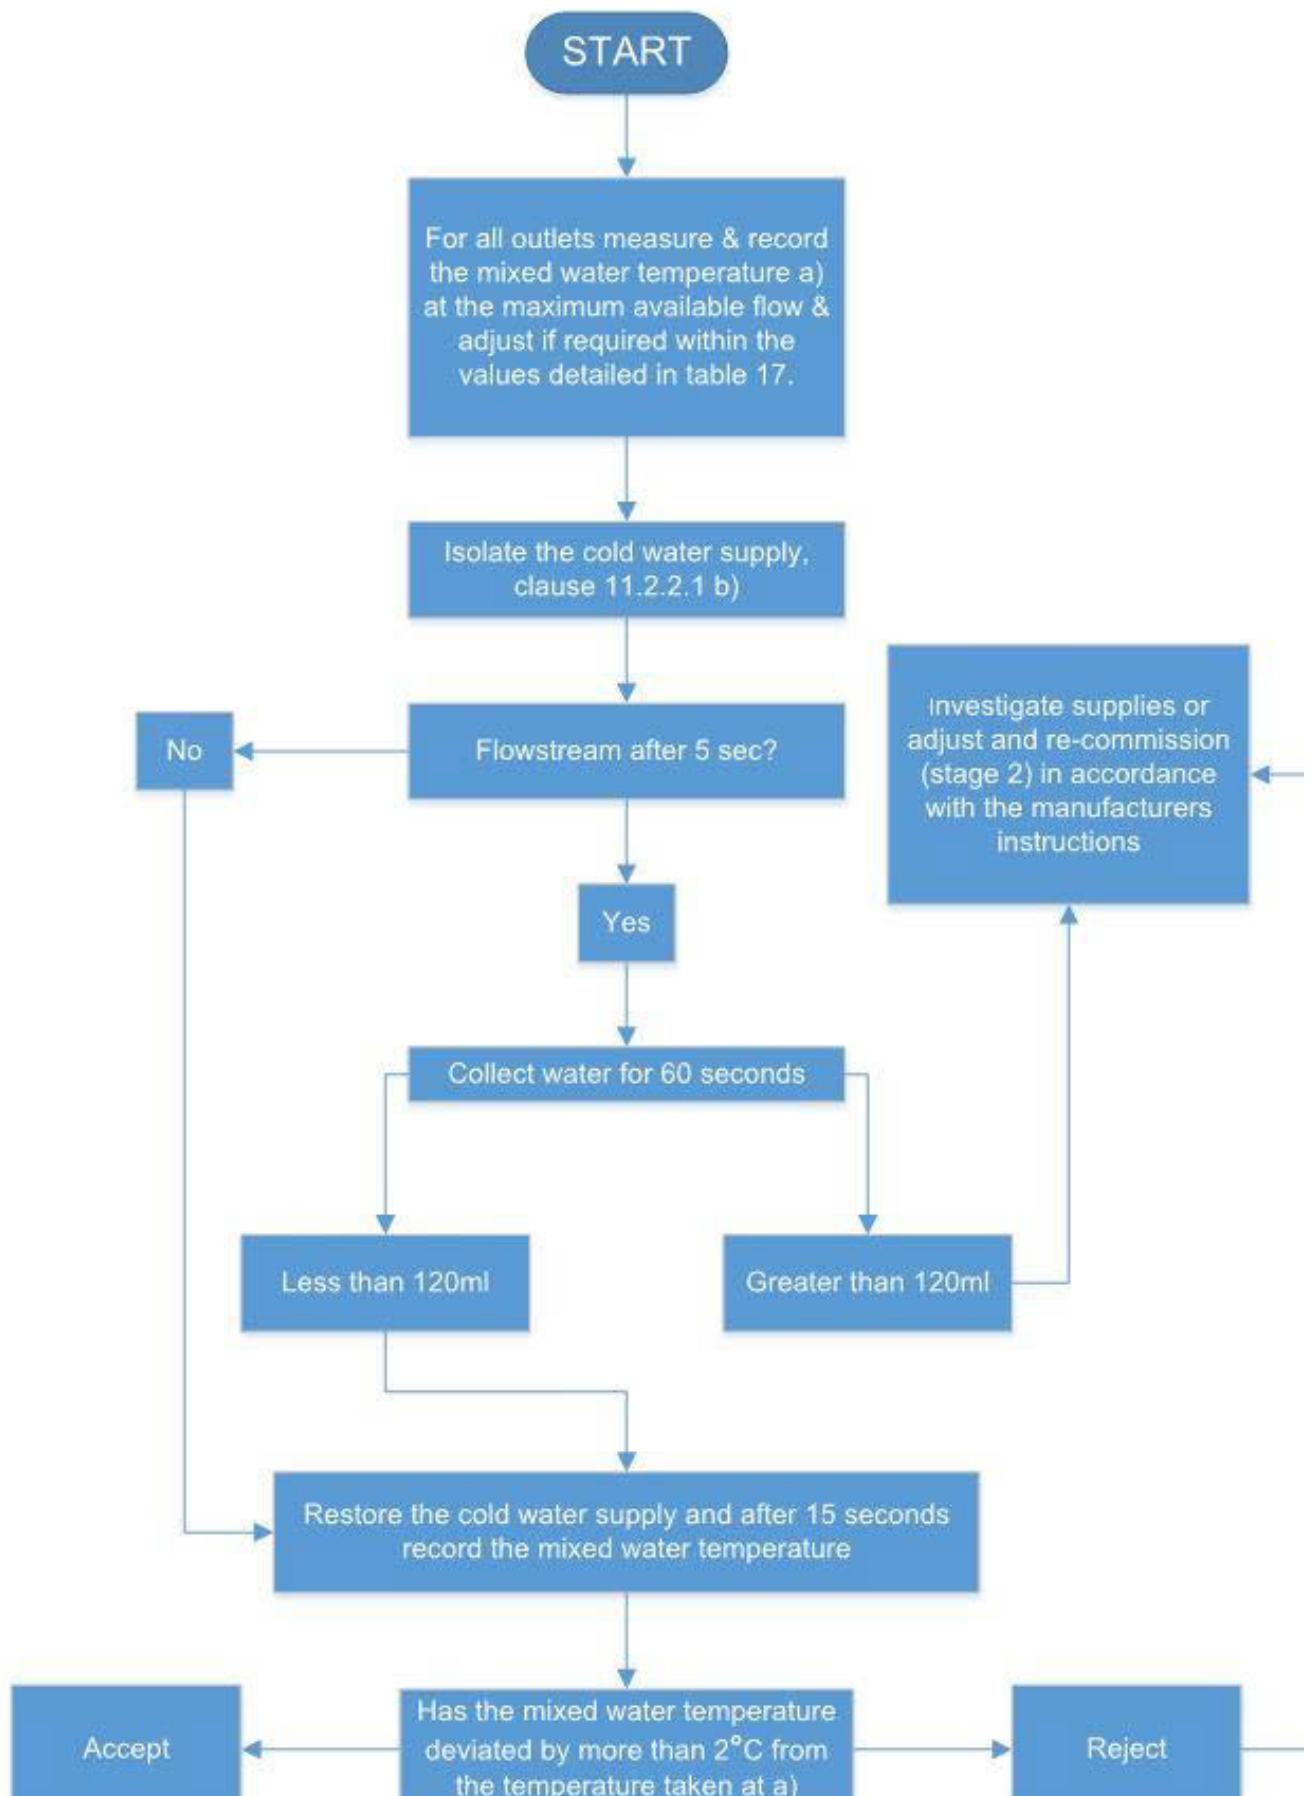 START
For all outlets measure & record
the mixed water temperature a)
at the maximum available flow &
adjust if required within the
values detailed in table 17.
Isolate the cold water supply,
clause 11.2.2.1 b)
No
Flowstream after 5 sec?
Investigate supplies or
adjust and re-commission
(stage 2) in accordance
with the manufacturers
instructions
Yes
Collect water for 60 seconds
Less than 120ml
Greater than 120ml
Restore the cold water supply and after 15 seconds
record the mixed water temperature
Accept
Has the mixed water temperature
deviated by more than 2°C from
the temperature taken at a)
Reject